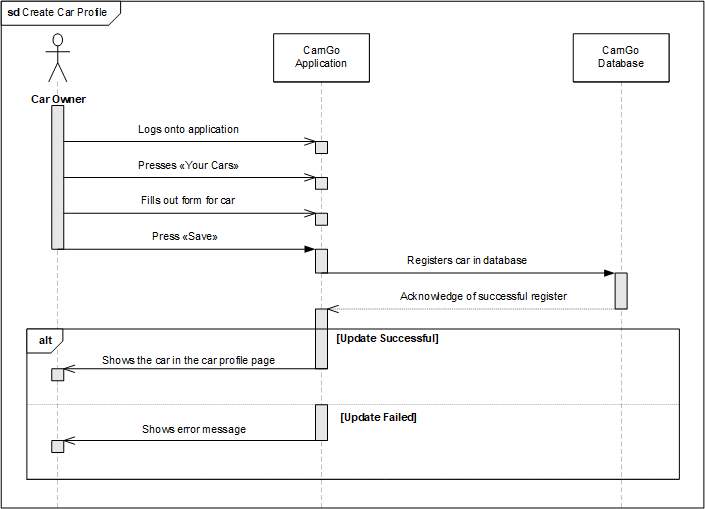 sd Create Car Profile
CamGo
Application
CamGo
Database
Car Owner
Logs onto application
Presses «Your Cars»
Fills out form for car
Press «Save»
Registers car in database
Acknowledge of successful register
alt
[Update Successful]
Shows the car in the car profile page
[Update Failed]
Shows error message